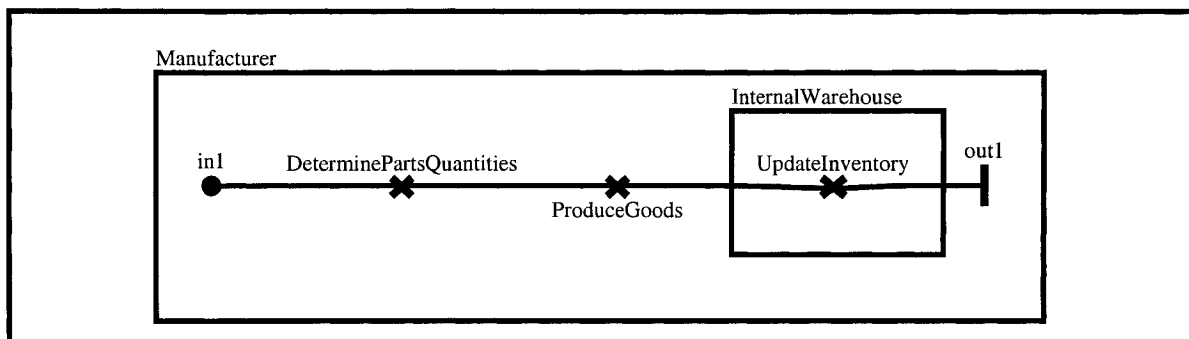 Manufacturer
InternalWarehouse
in1
DeterminePartsQuantities
UpdateInventory
out1
ProduceGoods